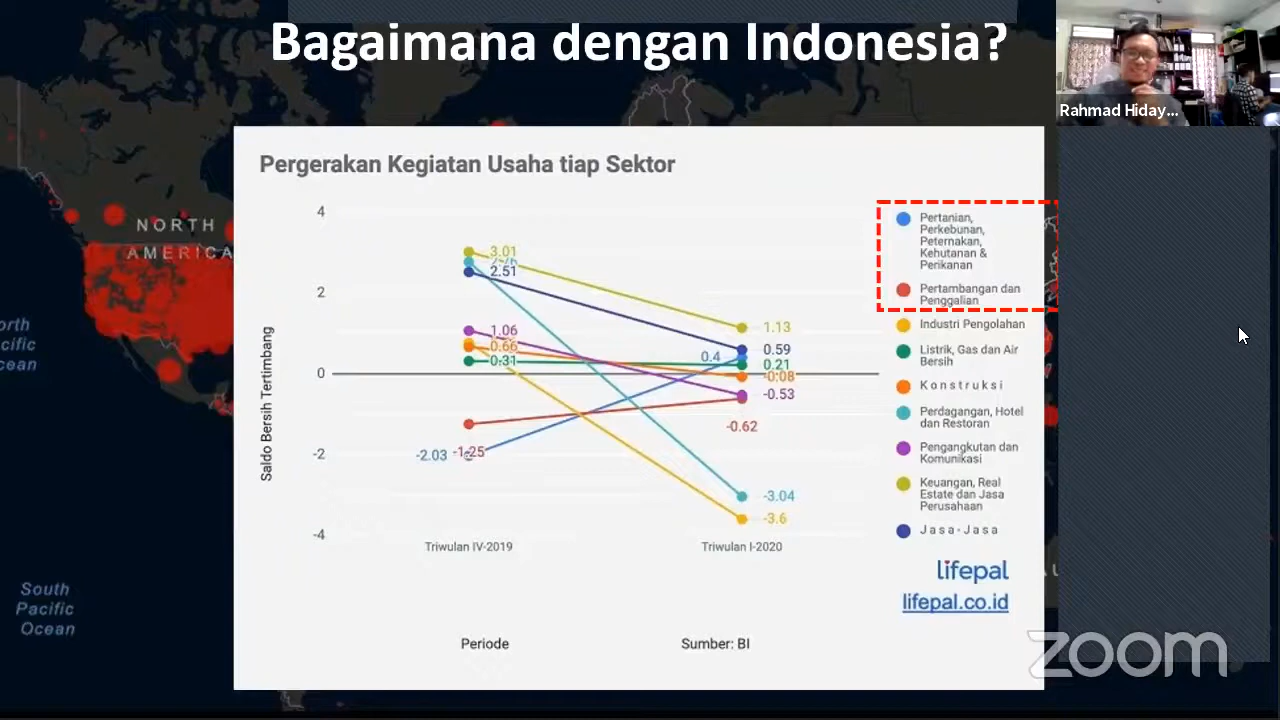 Bagaimana dengan Indonesia?
Rahmad Hiday...
NORTH
AMERICA
orth
cific
cean
South
Pacific
Ocean
Pergerakan Kegiatan Usaha tiap Sektor
Saldo Bersih Tertimbang
4
2
0
-2
-4
3.01
2.51
1.06
0.66
0.31
-2.03
-1.25
1.13
0.59
0.4
0.21
-0.08
-0.53
-0.62
-3.04
-3.6
Triwulan IV-2019
Triwulan I-2020
Pertanian,
Perkebunan,
Peternakan,
Kehutanan &
Perikanan
Pertambangan dan
Penggalian
Industri Pengolahan
Listrik, Gas dan Air
Bersih
Konstruksi
Perdagangan, Hotel
dan Restoran
Pengangkutan dan
Komunikasi
Keuangan, Real
Estate dan Jasa
Perusahaan
Jasa-Jasa
lifepal
lifepal.co.id
Periode
Sumber: BI
zoom